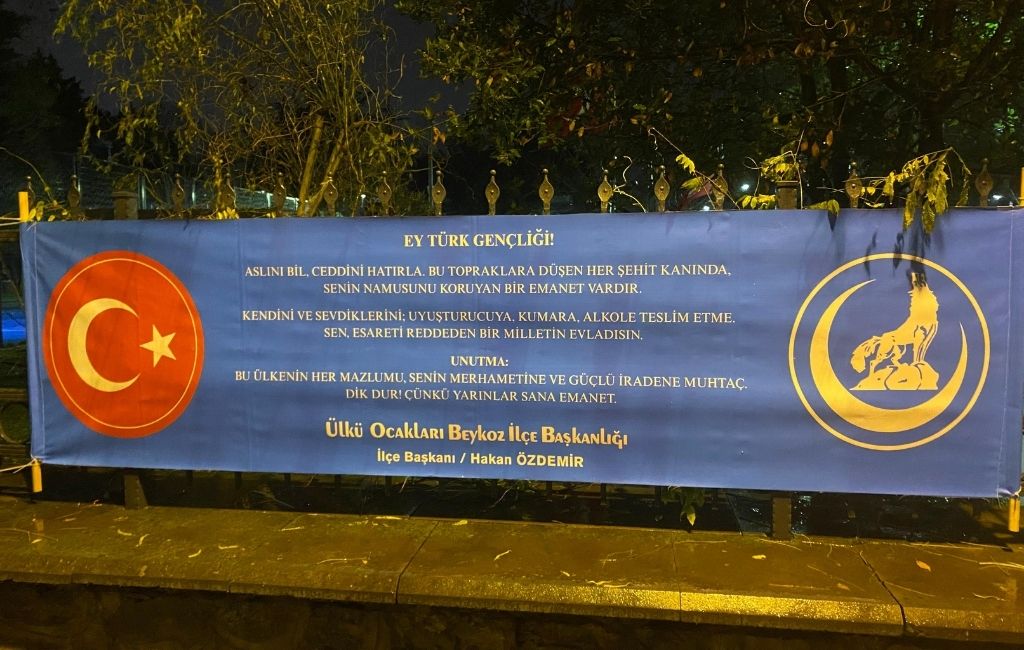 EY TÜRK GENÇLİĞİ!
ASLINI BİL, CEDDİNİ HATIRLA. BU TOPRAKLARA DÜŞEN HER ŞEHİT KANINDA,
SENİN NAMUSUNU KORUYAN BİR EMANET VARDIR.
KENDİNİ VE SEVDİKLERİNİ; UYUŞTURUCUYA, KUMARA, ALKOLE TESLİM ETME.
SEN, ESARETİ REDDEDEN BİR MİLLETİN EVLADISIN.
UNUTMA:
BU ÜLKENİN HER MAZLUMU, SENİN MERHAMETİNE VE GÜÇLÜ İRADENE MUHTAÇ.
DİK DUR! ÇÜNKÜ YARINLAR SANA EMANET.
ÜLKÜ OCAKLARI BEYKOZ İLÇE BAŞKANLIĞI
İlçe Başkanı / Hakan ÖZDEMİR